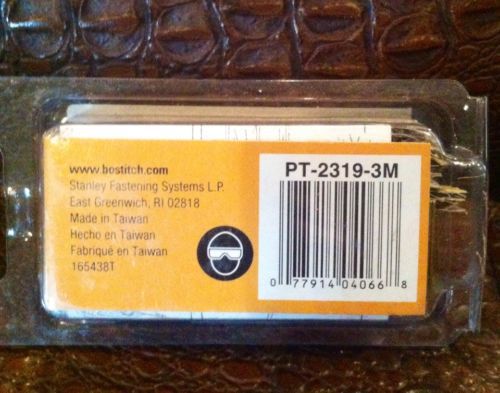 www.bostitch.com
Stanley Fastening Systems L.P.
East Greenwich, RI 02818
Made in Taiwan
Hecho en Taiwan
Fabriqué en Taiwan
165438T
PT-2319-3M
0 77914 04066 8